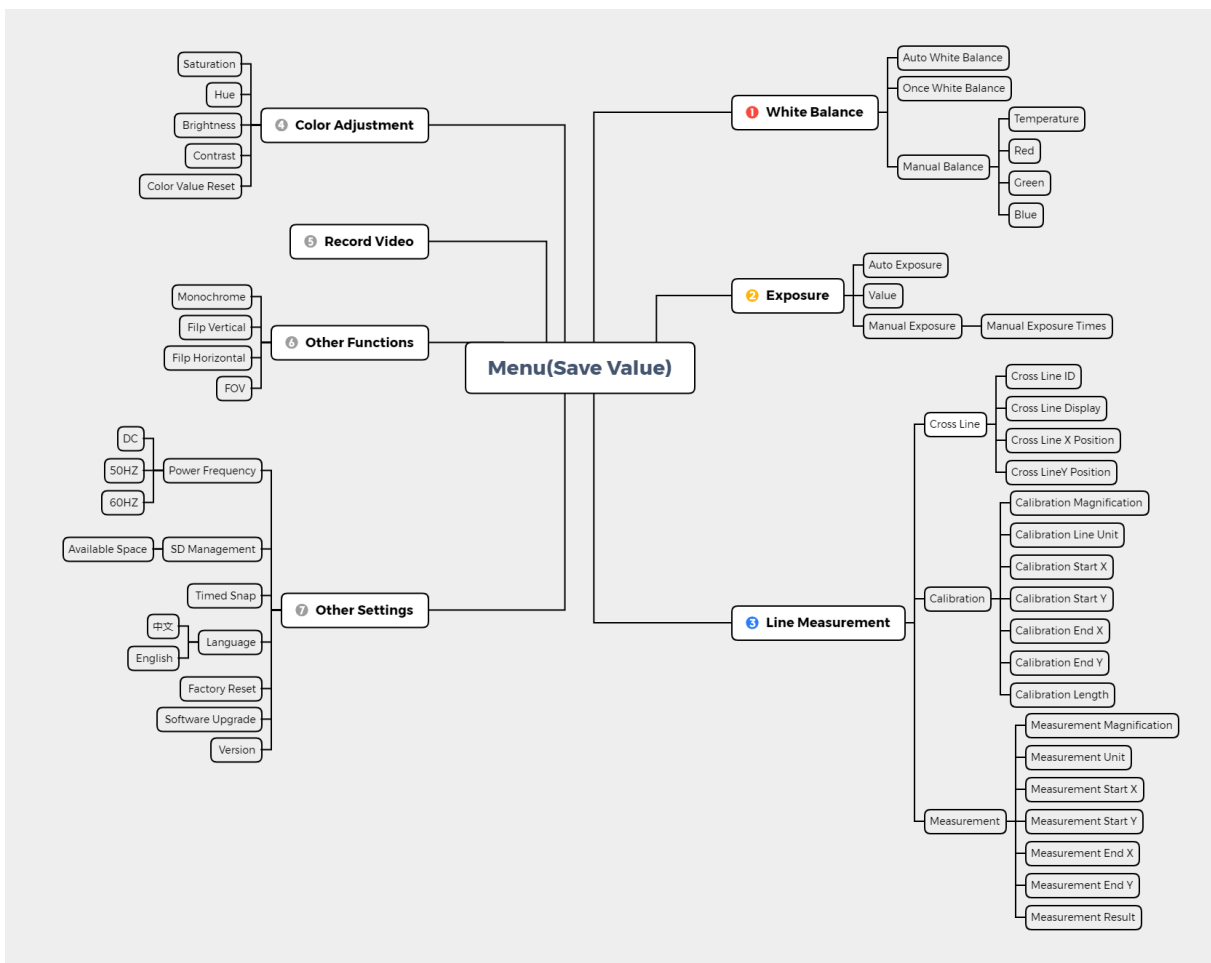 Menu(Save Value)
1 White Balance
Auto White Balance
Once White Balance
Manual Balance
Temperature
Red
Green
Blue
2 Exposure
Auto Exposure
Value
Manual Exposure
Manual Exposure Times
3 Line Measurement
Cross Line
Cross Line ID
Cross Line Display
Cross Line X Position
Cross LineY Position
Calibration
Calibration Magnification
Calibration Line Unit
Calibration Start X
Calibration Start Y
Calibration End X
Calibration End Y
Calibration Length
Measurement
Measurement Magnification
Measurement Unit
Measurement Start X
Measurement Start Y
Measurement End X
Measurement End Y
Measurement Result
4 Color Adjustment
Saturation
Hue
Brightness
Contrast
Color Value Reset
5 Record Video
6 Other Functions
Monochrome
Filp Vertical
Filp Horizontal
FOV
7 Other Settings
Power Frequency
DC
50HZ
60HZ
SD Management
Available Space
Timed Snap
Language
中文
English
Factory Reset
Software Upgrade
Version